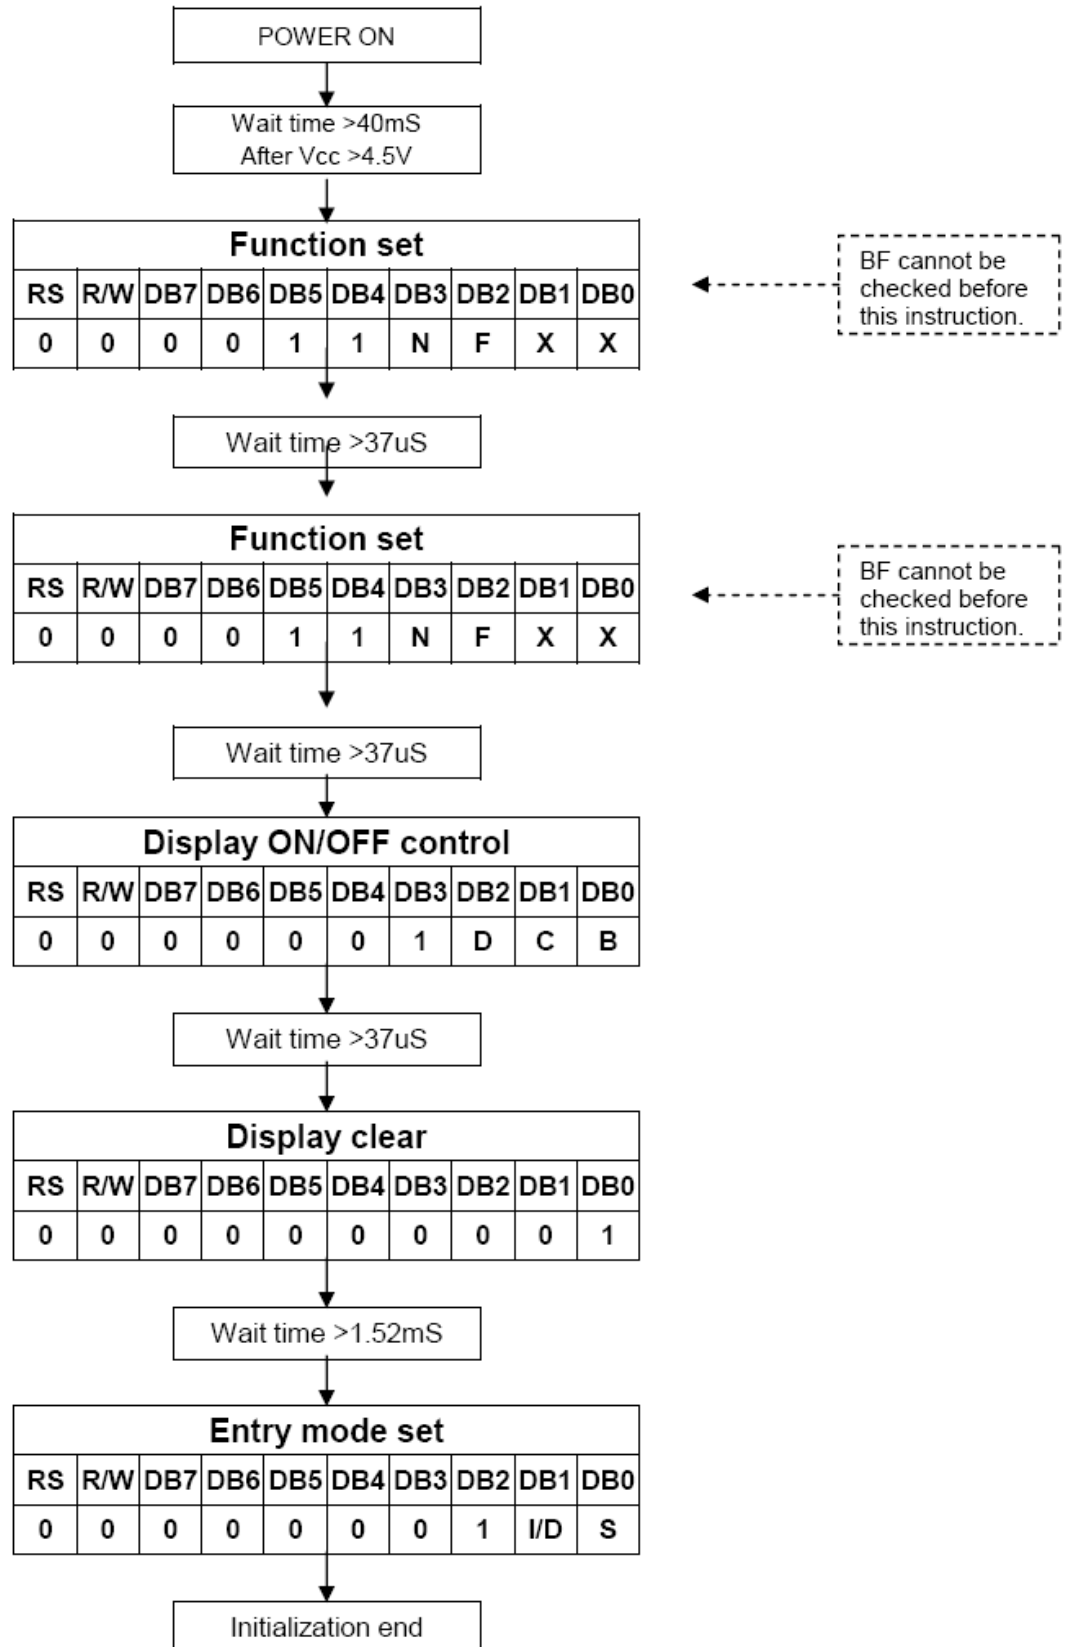 POWER ON
Wait time >40mS
After Vcc >4.5V
Function set
RS R/W DB7 DB6 DB5 DB4 DB3 DB2 DB1 DB0
0 0 0 0 1 1 N F X X
BF cannot be
checked before
this instruction.
Wait time >37uS
Function set
RS R/W DB7 DB6 DB5 DB4 DB3 DB2 DB1 DB0
0 0 0 0 1 1 N F X X
BF cannot be
checked before
this instruction.
Wait time >37uS
Display ON/OFF control
RS R/W DB7 DB6 DB5 DB4 DB3 DB2 DB1 DB0
0 0 0 0 0 0 1 D C B
Wait time >37uS
Display clear
RS R/W DB7 DB6 DB5 DB4 DB3 DB2 DB1 DB0
0 0 0 0 0 0 0 0 0 1
Wait time >1.52mS
Entry mode set
RS R/W DB7 DB6 DB5 DB4 DB3 DB2 DB1 DB0
0 0 0 0 0 0 0 1 I/D S
Initialization end